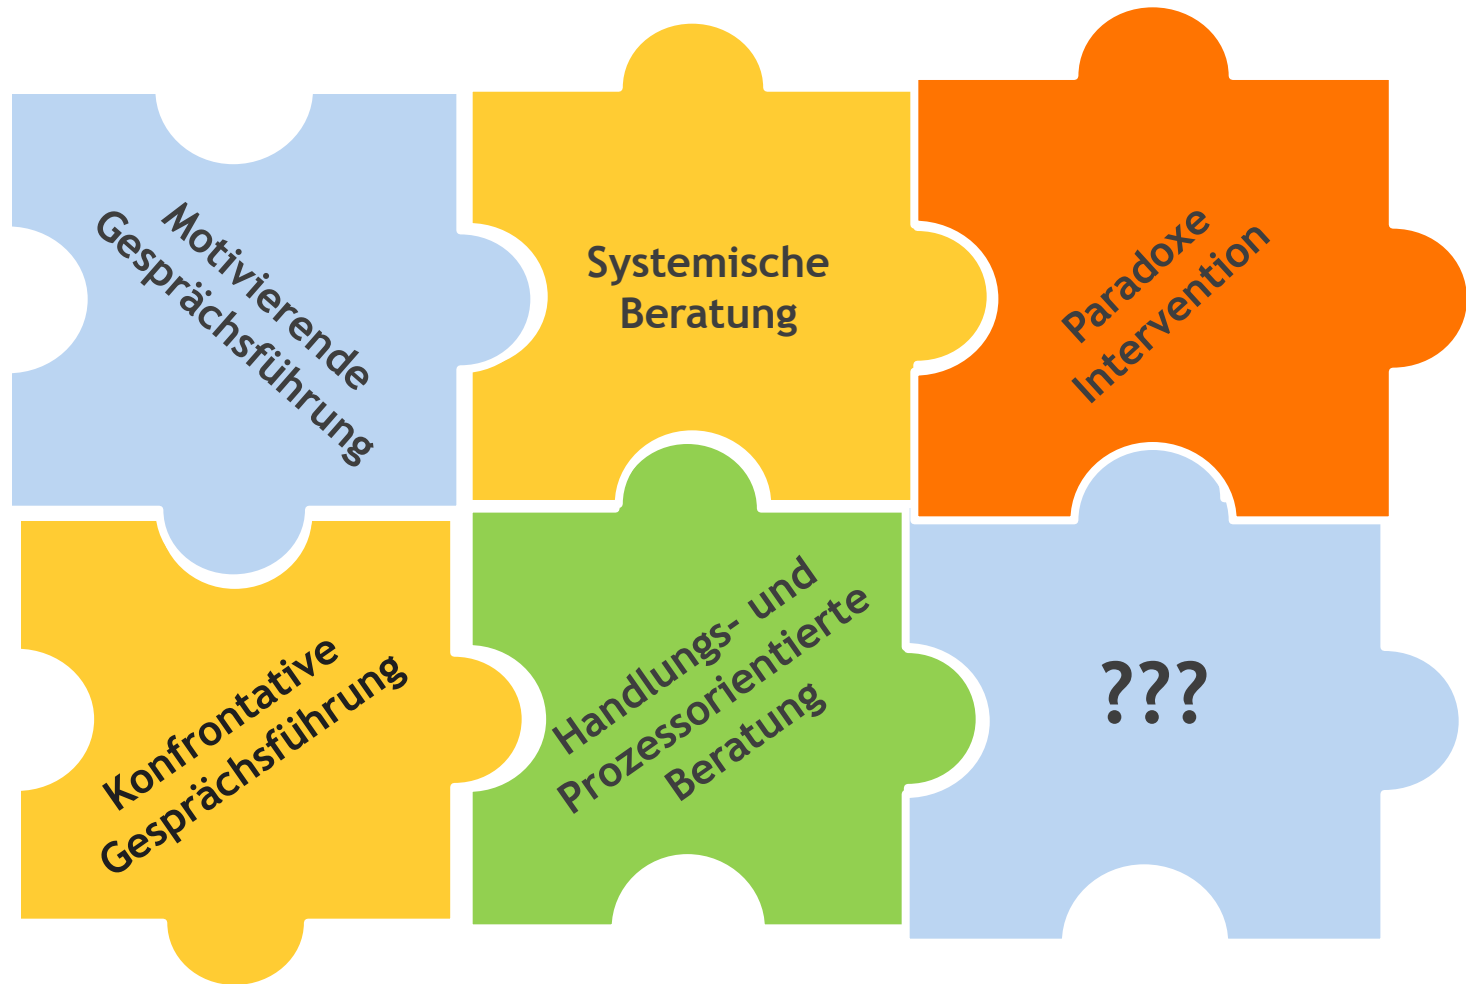 Motivierende
Gesprächsführung
Systemische
Beratung
Paradoxe
Intervention
Konfrontative
Gesprächsführung
Handlungs- und
Prozessorientierte
Beratung
???